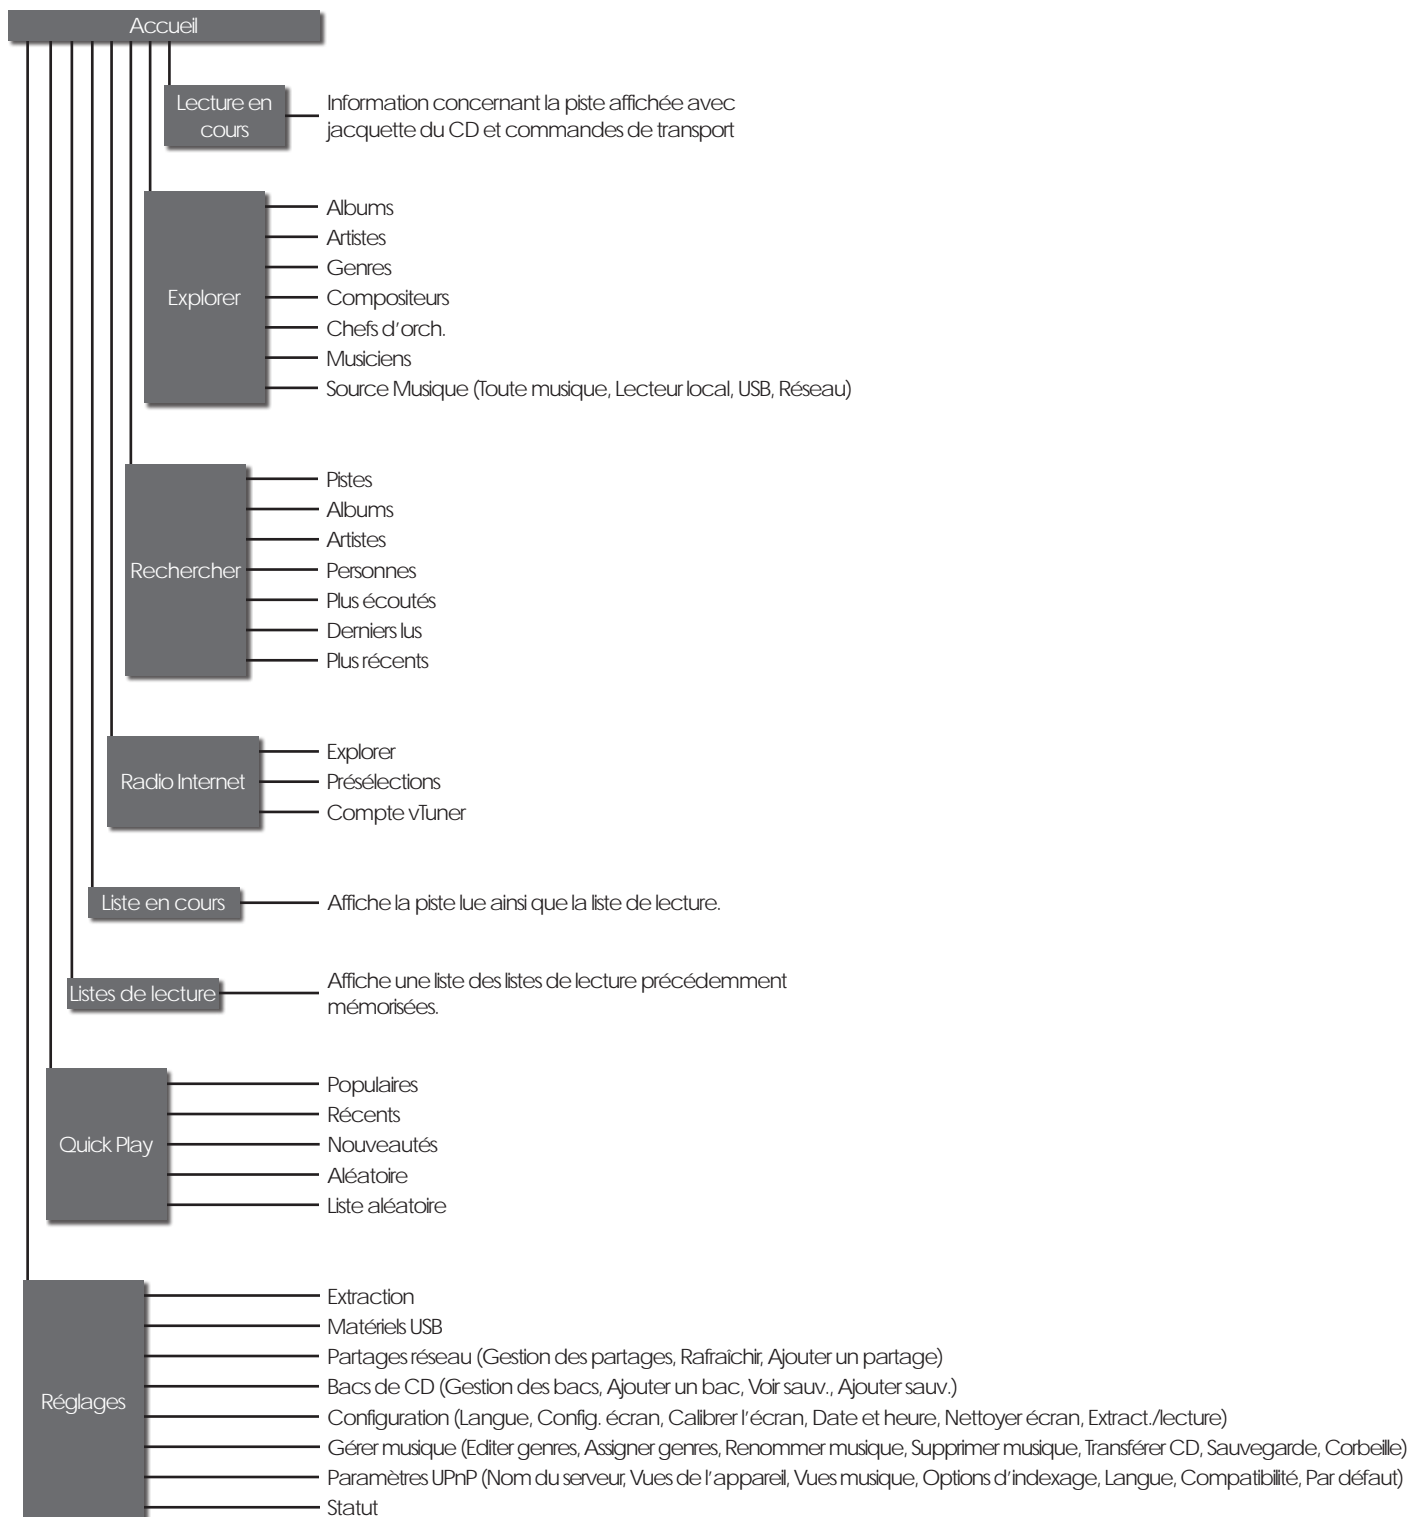 Accueil
Lecture en
cours
Information concernant la piste affichée avec
jacquette du CD et commandes de transport
Explorer
Albums
Artistes
Genres
Compositeurs
Chefs d'orch.
Musiciens
Source Musique (Toute musique, Lecteur local, USB, Réseau)
Rechercher
Pistes
Albums
Artistes
Personnes
Plus écoutés
Derniers lus
Plus récents
Radio Internet
Explorer
Présélections
Compte vTuner
Liste en cours
Affiche la piste lue ainsi que la liste de lecture.
Listes de lecture
Affiche une liste des listes de lecture précédemment
mémorisées.
Quick Play
Populaires
Récents
Nouveautés
Aléatoire
Liste aléatoire
Réglages
Extraction
Matériels USB
Partages réseau (Gestion des partages, Rafraîchir, Ajouter un partage)
Bacs de CD (Gestion des bacs, Ajouter un bac, Voir sauv., Ajouter sauv.)
Configuration (Langue, Config. écran, Calibrer l'écran, Date et heure, Nettoyer écran, Extract./lecture)
Gérer musique (Editer genres, Assigner genres, Renommer musique, Supprimer musique, Transférer CD, Sauvegarde, Corbeille)
Paramètres UPnP (Nom du serveur, Vues de l'appareil, Vues musique, Options d'indexage, Langue, Compatibilité, Par défaut)
Statut